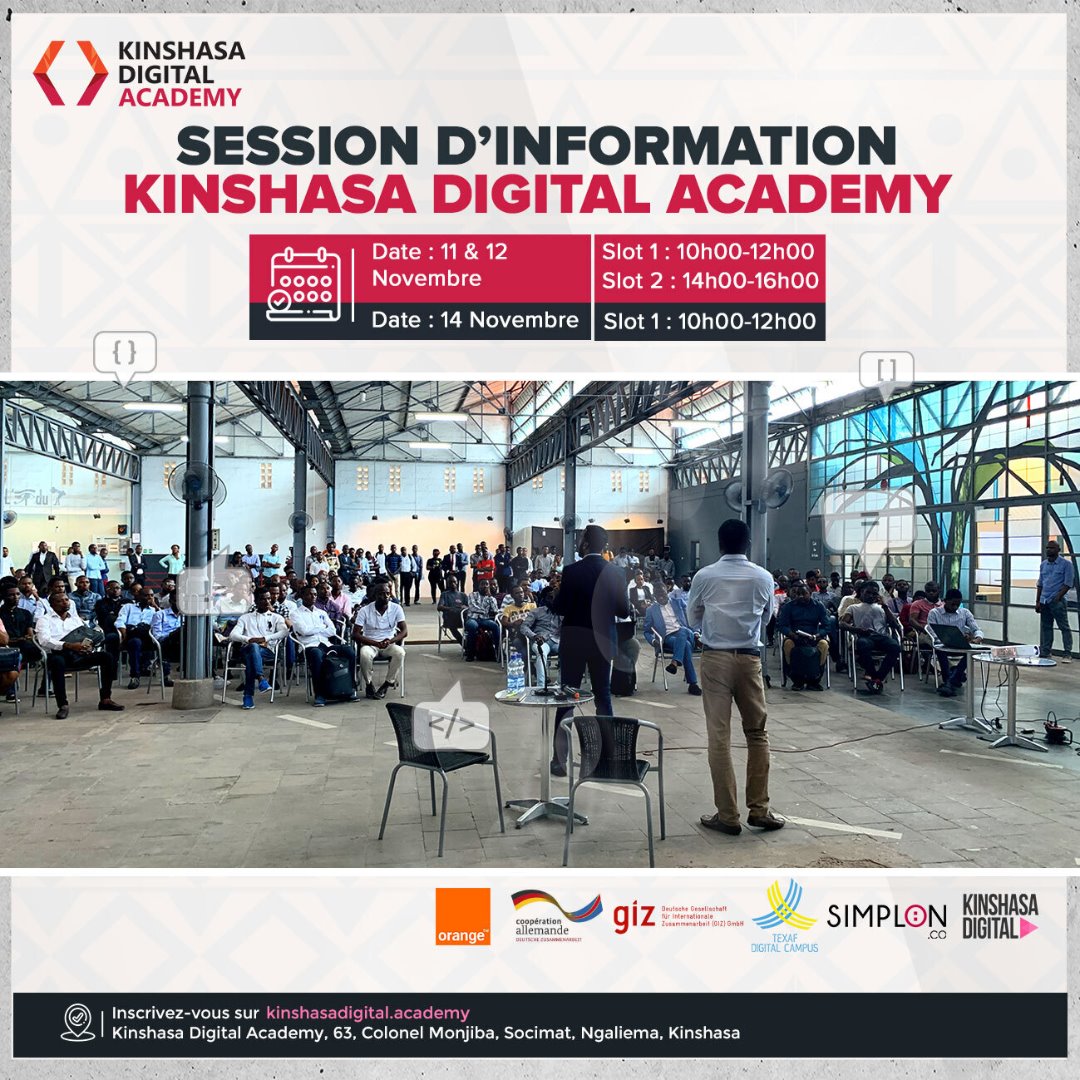 KINSHASA
DIGITAL
ACADEMY
SESSION D'INFORMATION
KINSHASA DIGITAL ACADEMY
Date : 11 & 12
Novembre
Slot 1 : 10h00-12h00
Slot 2 : 14h00-16h00
Date : 14 Novembre
Slot 1 : 10h00-12h00
{ }
[ ]
</>
orange™
coopération
allemande
DEUTSCHE ZUSAMMENARBEIT
giz
Deutsche Gesellschaft
für Internationale
Zusammenarbeit (GIZ) GmbH
TEXAF
DIGITAL CAMPUS
SIMPLON
.CO
KINSHASA
DIGITAL
Inscrivez-vous sur kinshasadigital.academy
Kinshasa Digital Academy, 63, Colonel Monjiba, Socimat, Ngaliema, Kinshasa